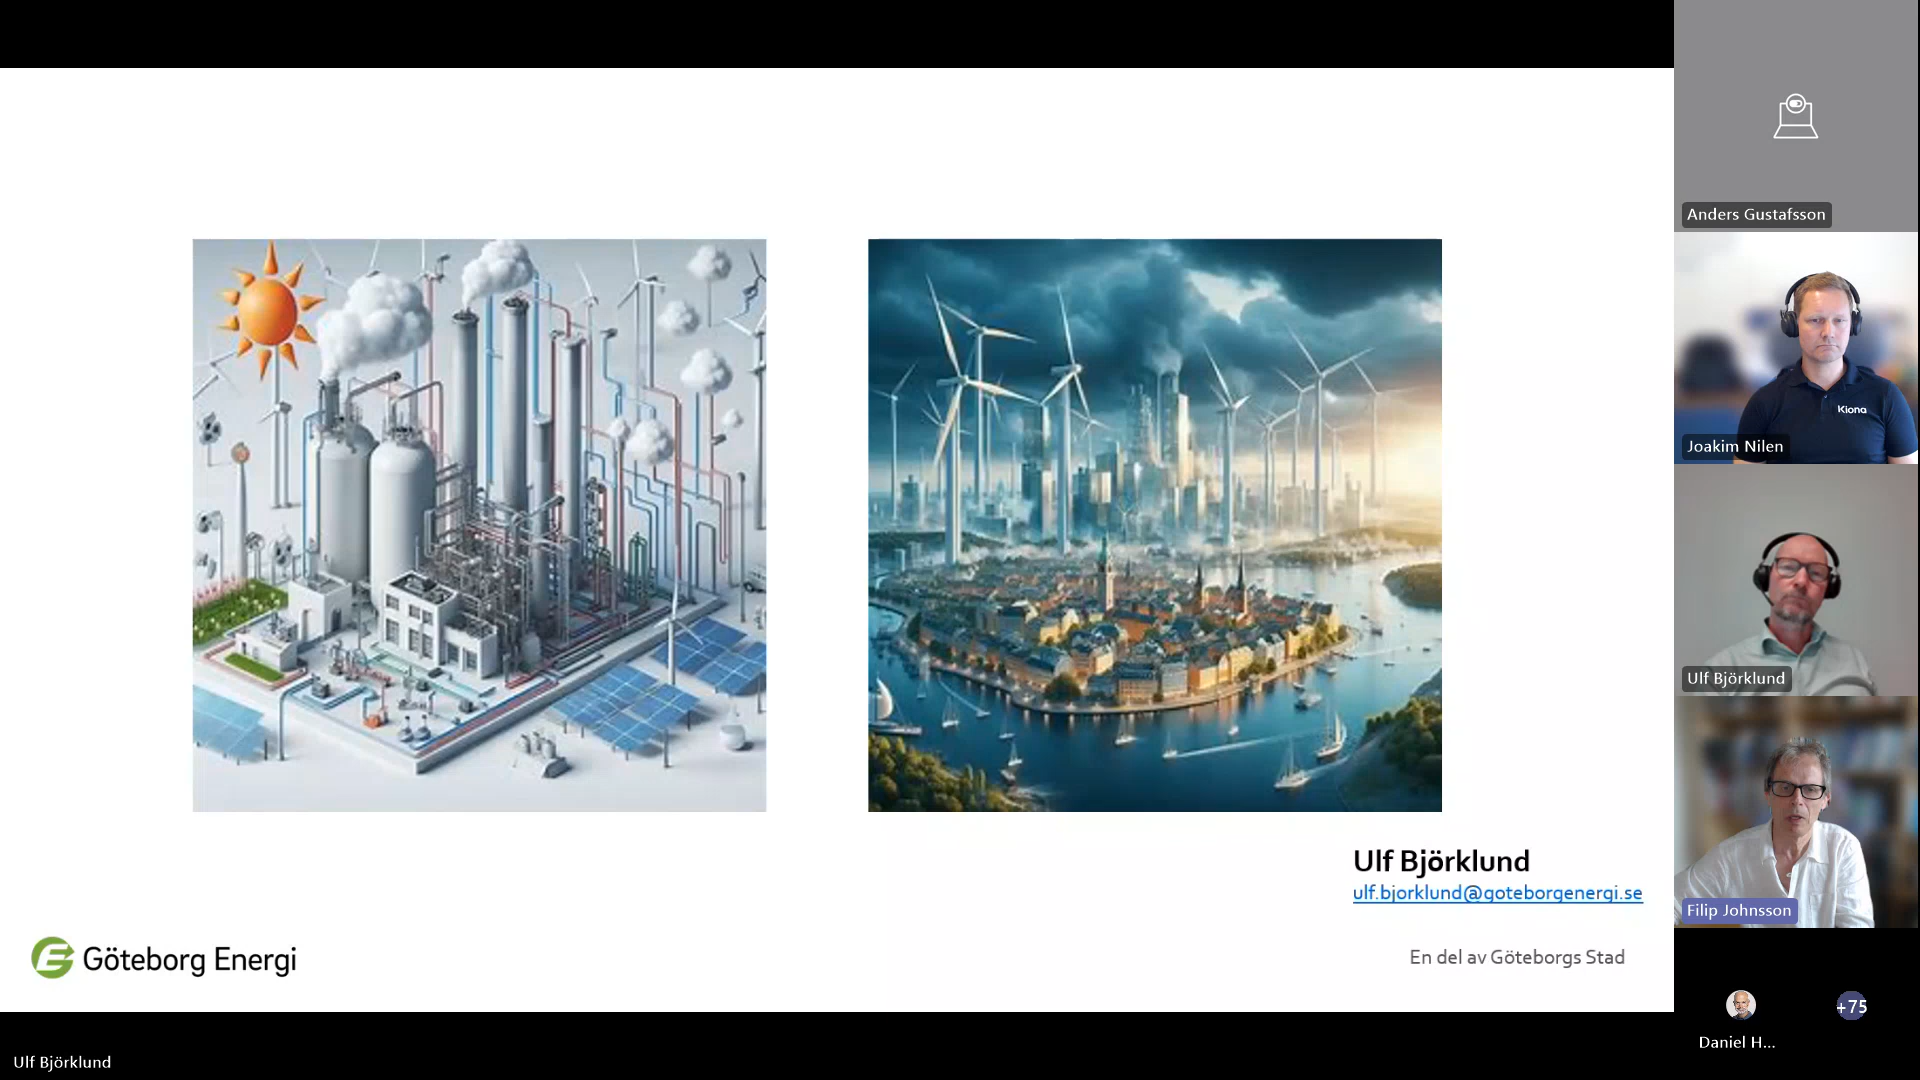 Anders Gustafsson
Kiona
Joakim Nilen
Ulf Björklund
Filip Johnsson
Ulf Björklund
ulf.bjorklund@goteborgenergi.se
Göteborg Energi
En del av Göteborgs Stad
+75
Daniel H...
Ulf Björklund